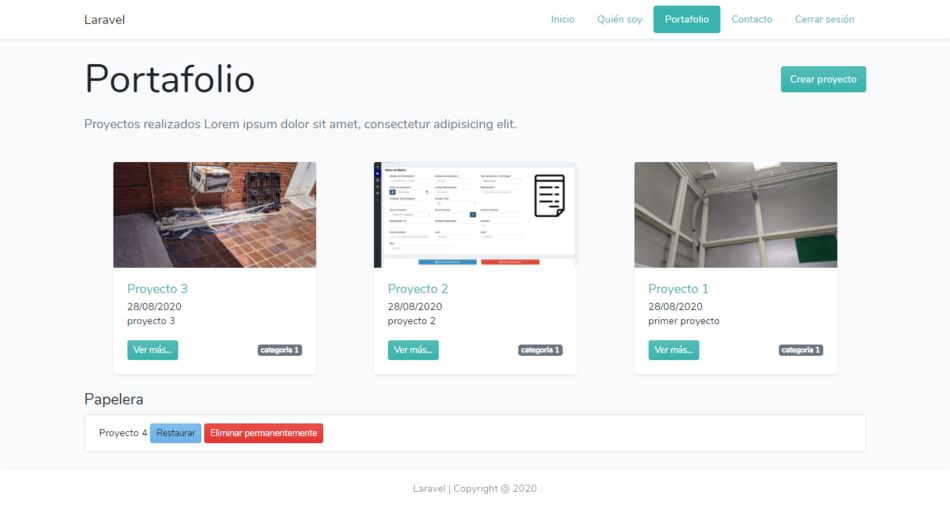 Laravel
Inicio Quién soy Portafolio Contacto Cerrar sesión
Portafolio
Crear proyecto
Proyectos realizados Lorem ipsum dolor sit amet, consectetur adipisicing elit.
Proyecto 3
28/08/2020
proyecto 3
Ver más...
categoria 1
Proyecto 2
28/08/2020
proyecto 2
Ver más...
categoria 1
Proyecto 1
28/08/2020
primer proyecto
Ver más...
categoria 1
Papelera
Proyecto 4 Restaurar Eliminar permanentemente
Laravel | Copyright @ 2020